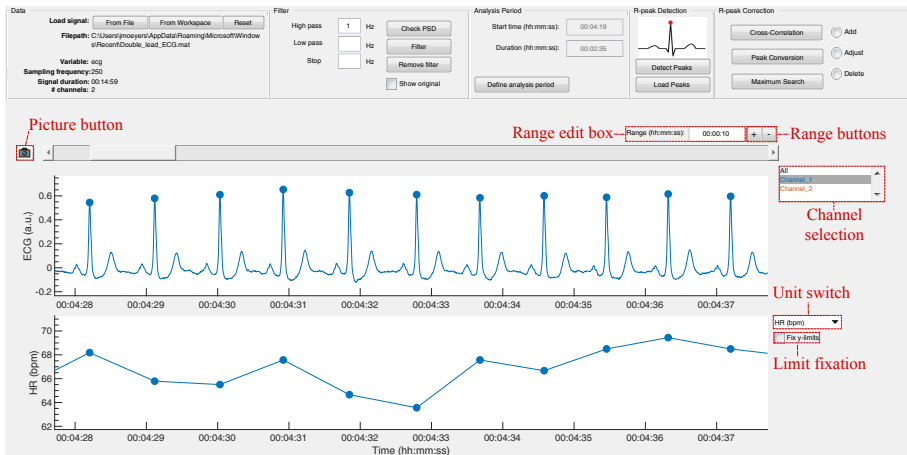 Data
Load signal: From File From Workspace Reset
Filepath: C:\Users\jmoeyers\AppData\Roaming\Microsoft\Window
s\Recent\Double_lead_ECG.mat
Variable: ecg
Sampling frequency: 250
Signal duration: 00:14:59
# channels: 2
Filter
High pass 1 Hz Check PSD
Low pass Hz Filter
Stop Hz Remove filter
Show original
Analysis Period
Start time (hh:mm:ss): 00:04:19
Duration (hh:mm:ss): 00:02:35
Define analysis period
R-peak Detection
Detect Peaks
Load Peaks
R-peak Correction
Cross-Correlation Add
Peak Conversion Adjust
Maximum Search Delete
Picture button
Range edit box Range (hh:mm:ss): 00:00:10 + - Range buttons
All
Channel_1
Channel_2
Channel
selection
ECG (a.u.)
0.6
0.4
0.2
0
-0.2
00:04:28 00:04:29 00:04:30 00:04:31 00:04:32 00:04:33 00:04:34 00:04:35 00:04:36 00:04:37
Unit switch
HR (bpm)
Fix y-limits
Limit fixation
HR (bpm)
70
68
66
64
62
00:04:28 00:04:29 00:04:30 00:04:31 00:04:32 00:04:33 00:04:34 00:04:35 00:04:36 00:04:37
Time (hh:mm:ss)